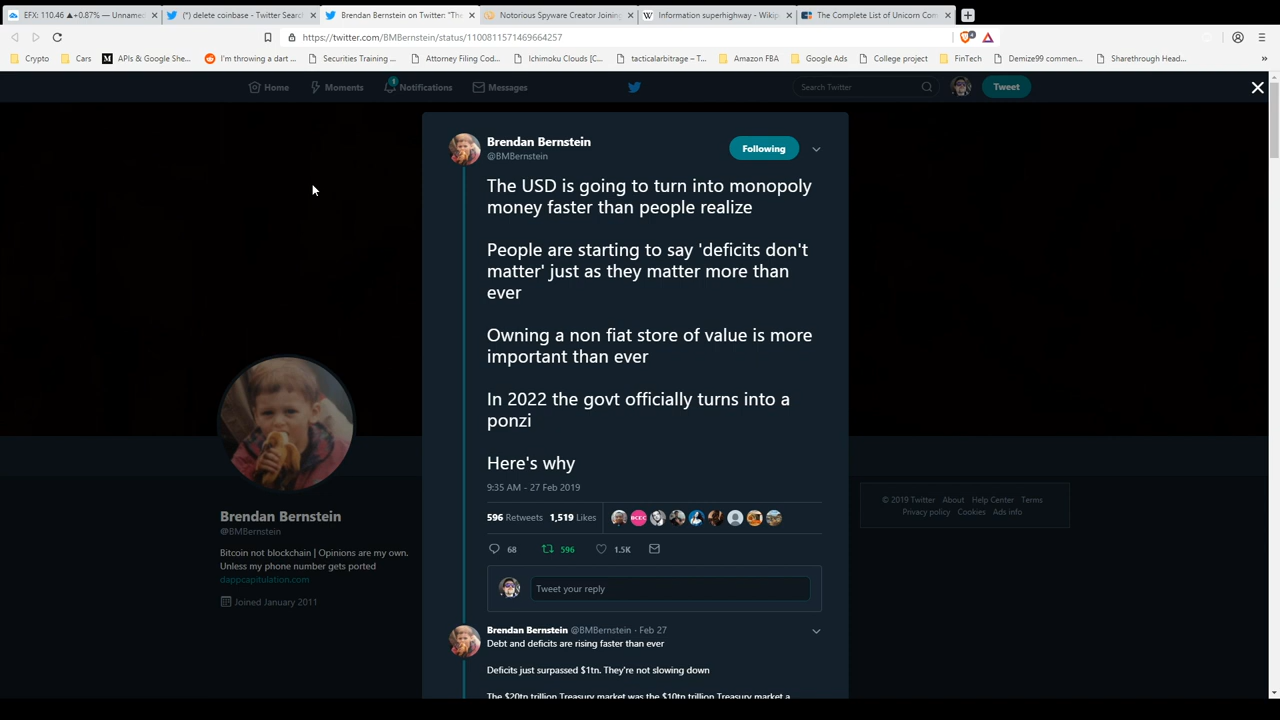 EFX: 110.46 ▲+0.87% — Unnamed
(*) delete coinbase - Twitter Searc
Brendan Bernstein on Twitter: "The
Notorious Spyware Creator Joining
Information superhighway - Wikip
The Complete List of Unicorn Com
https://twitter.com/BMBernstein/status/1100811571469664257
4
Crypto
Cars
APIs & Google She...
I'm throwing a dart ...
Securities Training ...
Attorney Filing Cod...
Ichimoku Clouds [C...
tacticalarbitrage – T...
Amazon FBA
Google Ads
College project
FinTech
Demize99 commen...
Sharethrough Head...
»
Home
Moments
1
Notifications
Messages
Search Twitter
Tweet
Brendan Bernstein
@BMBernstein
Following
The USD is going to turn into monopoly
money faster than people realize
People are starting to say 'deficits don't
matter' just as they matter more than
ever
Owning a non fiat store of value is more
important than ever
In 2022 the govt officially turns into a
ponzi
Here's why
9:35 AM - 27 Feb 2019
596 Retweets 1,519 Likes
68 596 1.5K
Tweet your reply
Brendan Bernstein @BMBernstein · Feb 27
Debt and deficits are rising faster than ever
Deficits just surpassed $1tn. They're not slowing down
The $20tn trillion Treasury market was the $10tn trillion Treasury market a
Brendan Bernstein
@BMBernstein
Bitcoin not blockchain | Opinions are my own.
Unless my phone number gets ported
dappcapitulation.com
Joined January 2011
© 2019 Twitter About Help Center Terms
Privacy policy Cookies Ads info